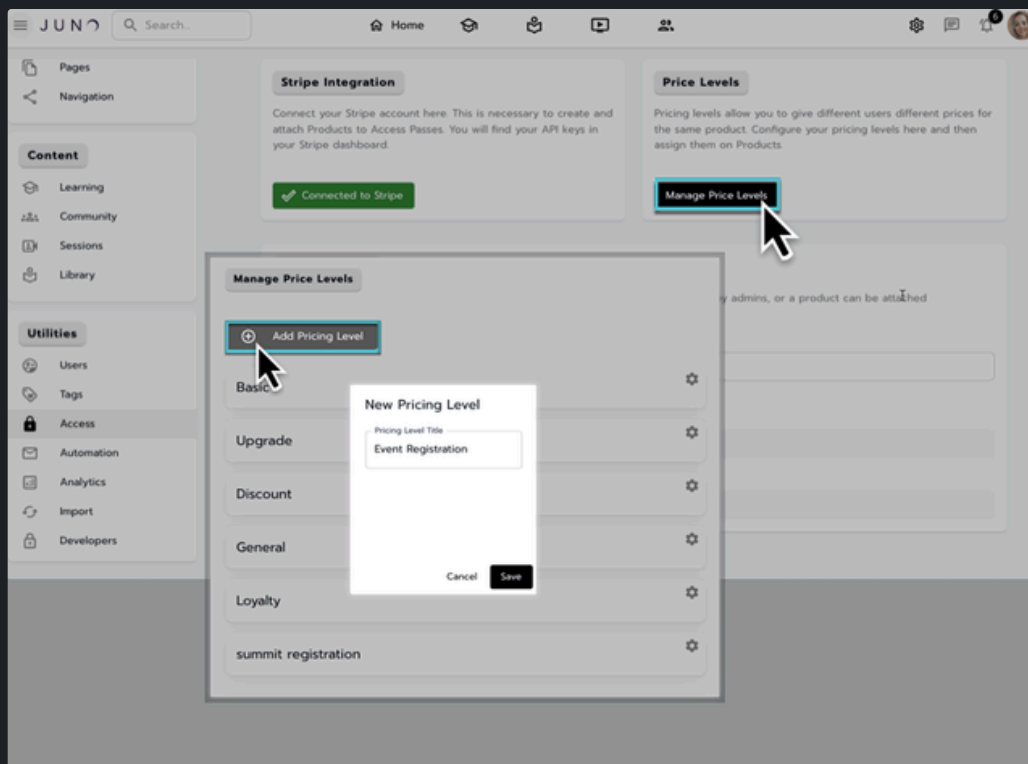 JUNO
Search..
Home
6
Pages
Navigation
Content
Learning
Community
Sessions
Library
Utilities
Users
Tags
Access
Automation
Analytics
Import
Developers
Stripe Integration
Connect your Stripe account here. This is necessary to create and
attach Products to Access Passes. You will find your API keys in
your Stripe dashboard.
Connected to Stripe
Price Levels
Pricing levels allow you to give different users different prices for
the same product. Configure your pricing levels here and then
assign them on Products.
Manage Price Levels
admins, or a product can be attached
Manage Price Levels
Add Pricing Level
Basic
Upgrade
Discount
General
Loyalty
summit registration
New Pricing Level
Pricing Level Title
Event Registration
Cancel
Save